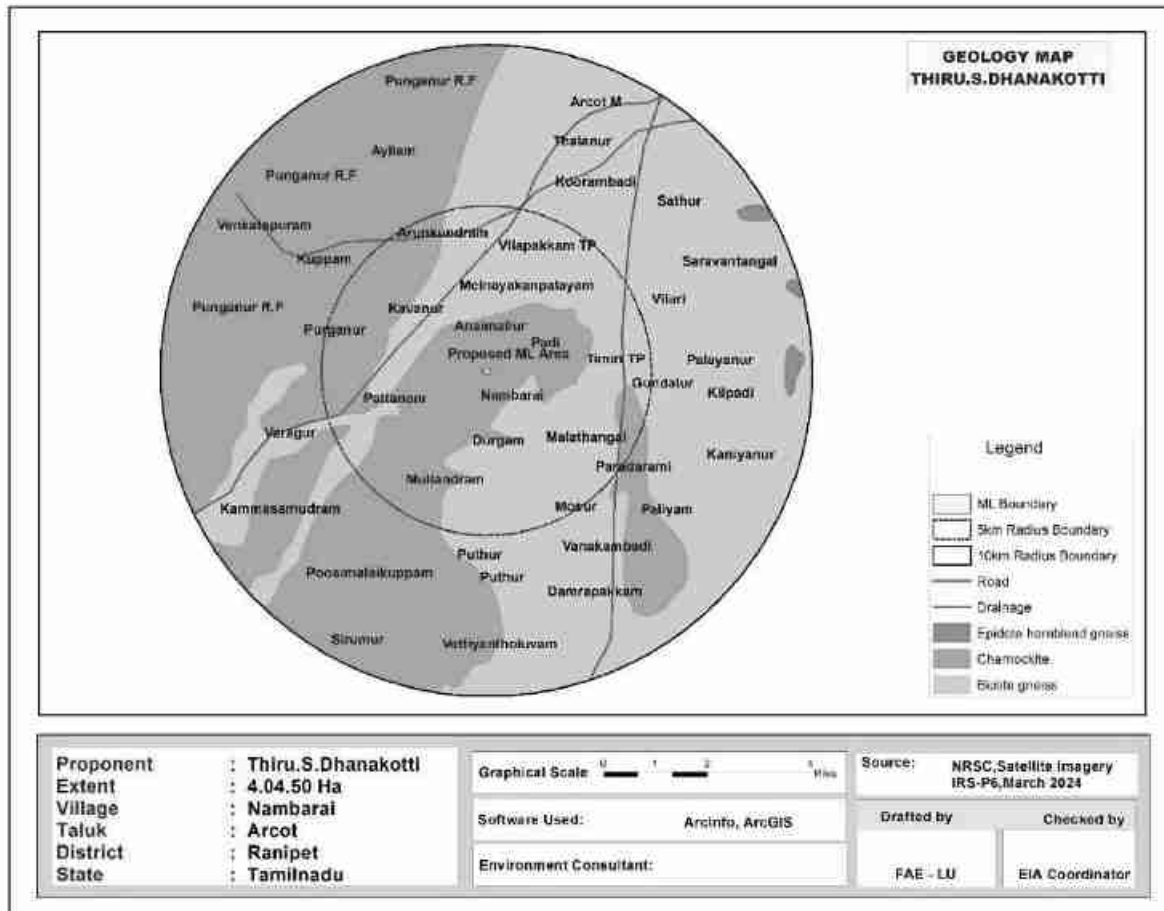 GEOLOGY MAP
THIRU.S.DHANAKOTTI
Punganur R.F
Arcot M
Thalanur
Ayilam
Punganur R.F
Koorambadi
Sathur
Venkatapuram
Arunkundram
Vilapakkam TP
Kuppam
Saravantangal
Melnayakanpalayam
Vilari
Punganur R.F
Kavanur
Purganur
Padi
Proposed ML Area
Timiri TP
Palayanur
Gundalur
Kilpadi
Pattanam
Nambarai
Veragur
Durgam
Malathangal
Kaniyanur
Paradarami
Mullandram
Kammasamudram
Mosur
Paliyam
Vanakambadi
Puthur
Poosimalaikuppam
Puthur
Damrapakkam
Sirumur
Legend
ML Boundary
5km Radius Boundary
10km Radius Boundary
Road
Drainage
Epidote hornblend gneiss
Charnockite
Biotite gneiss
Proponent : Thiru.S.Dhanakotti
Extent : 4.04.50 Ha
Village : Nambarai
Taluk : Arcot
District : Ranipet
State : Tamilnadu
Graphical Scale 0 1 2
Software Used: Arcinfo, ArcGIS
Environment Consultant:
Source: NRSC,Satellite Imagery
IRS-P6,March 2024
Drafted by Checked by
FAE - LU EIA Coordinator